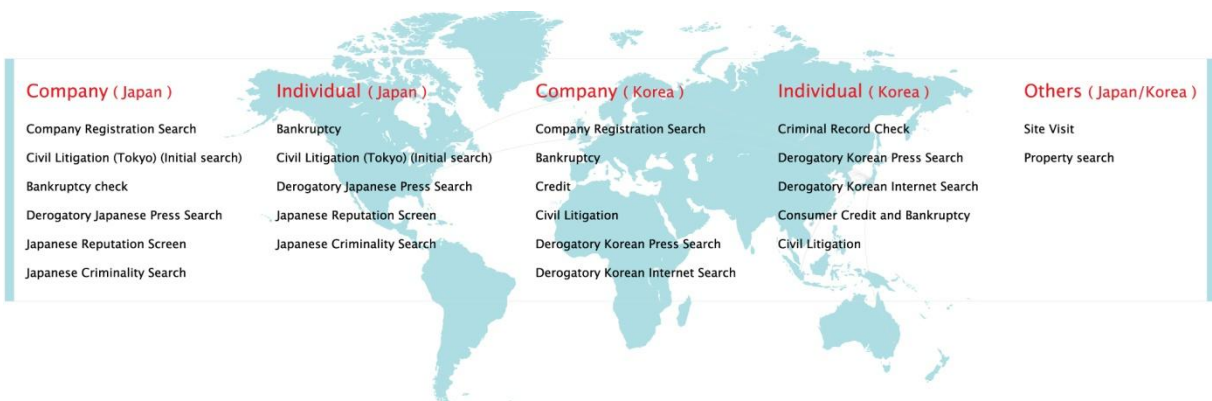 Company ( Japan )
Company Registration Search
Civil Litigation (Tokyo) (Initial search)
Bankruptcy check
Derogatory Japanese Press Search
Japanese Reputation Screen
Japanese Criminality Search
Individual ( Japan )
Bankruptcy
Civil Litigation (Tokyo) (Initial search)
Derogatory Japanese Press Search
Japanese Reputation Screen
Japanese Criminality Search
Company ( Korea )
Company Registration Search
Bankruptcy
Credit
Civil Litigation
Derogatory Korean Press Search
Derogatory Korean Internet Search
Individual ( Korea )
Criminal Record Check
Derogatory Korean Press Search
Derogatory Korean Internet Search
Consumer Credit and Bankruptcy
Civil Litigation
Others ( Japan/Korea )
Site Visit
Property search